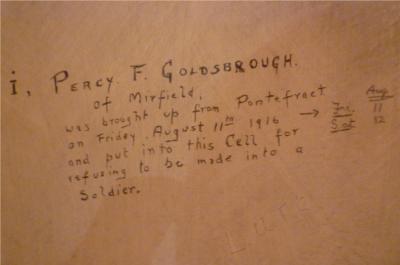 i, PERCY. F. GOLDSBROUGH.
of Mirfield,
was brought up from Pontefract
on Friday August 11th 1916 → Fri. Aug 11
and put into this Cell for Sat 12
refusing to be made into a
Soldier.